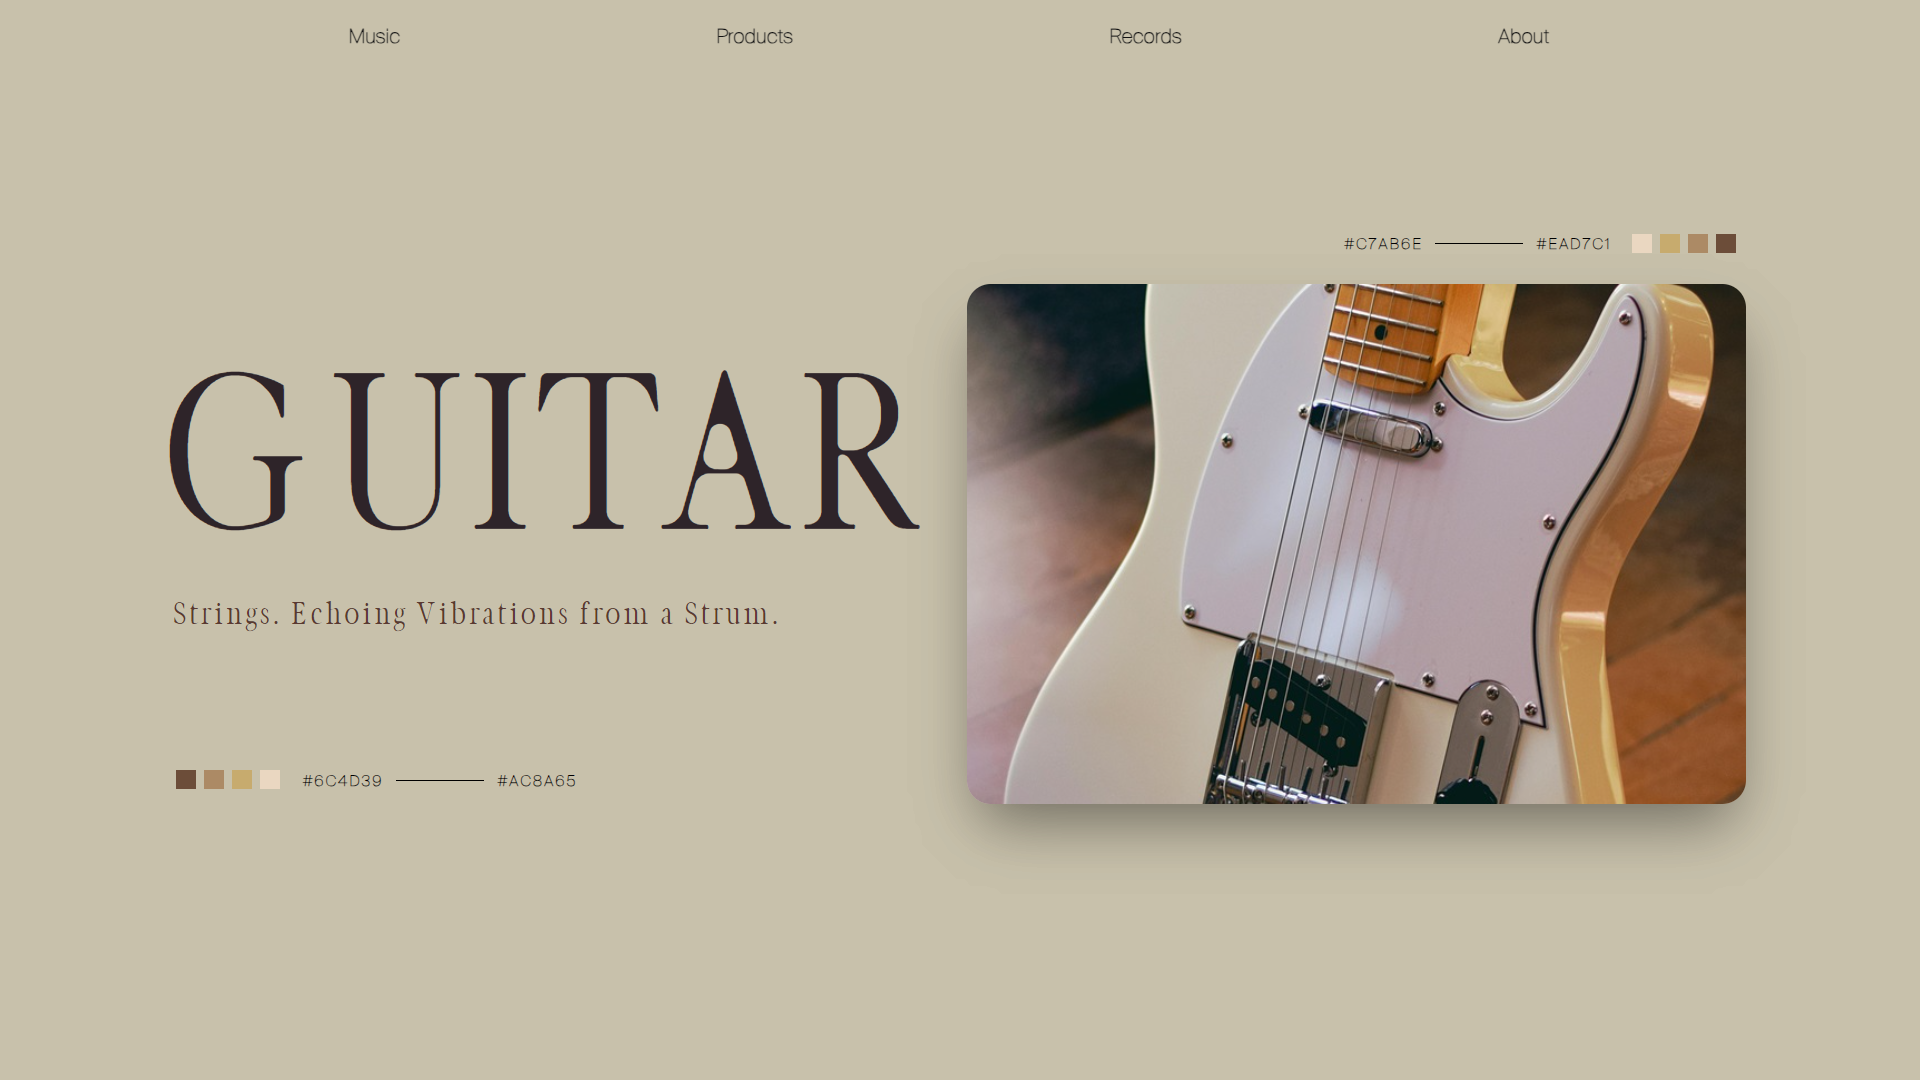 Music Products Records About
#C7AB6E #EAD7C1
GUITAR
Strings. Echoing Vibrations from a Strum.
#6C4D39 #AC8A65